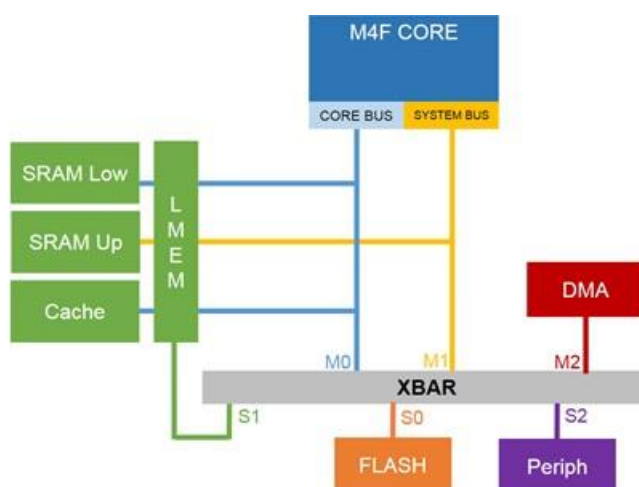 M4F CORE
CORE BUS
SYSTEM BUS
SRAM Low
SRAM Up
Cache
LMEM
DMA
M0
M1
M2
XBAR
S1
S0
S2
FLASH
Periph